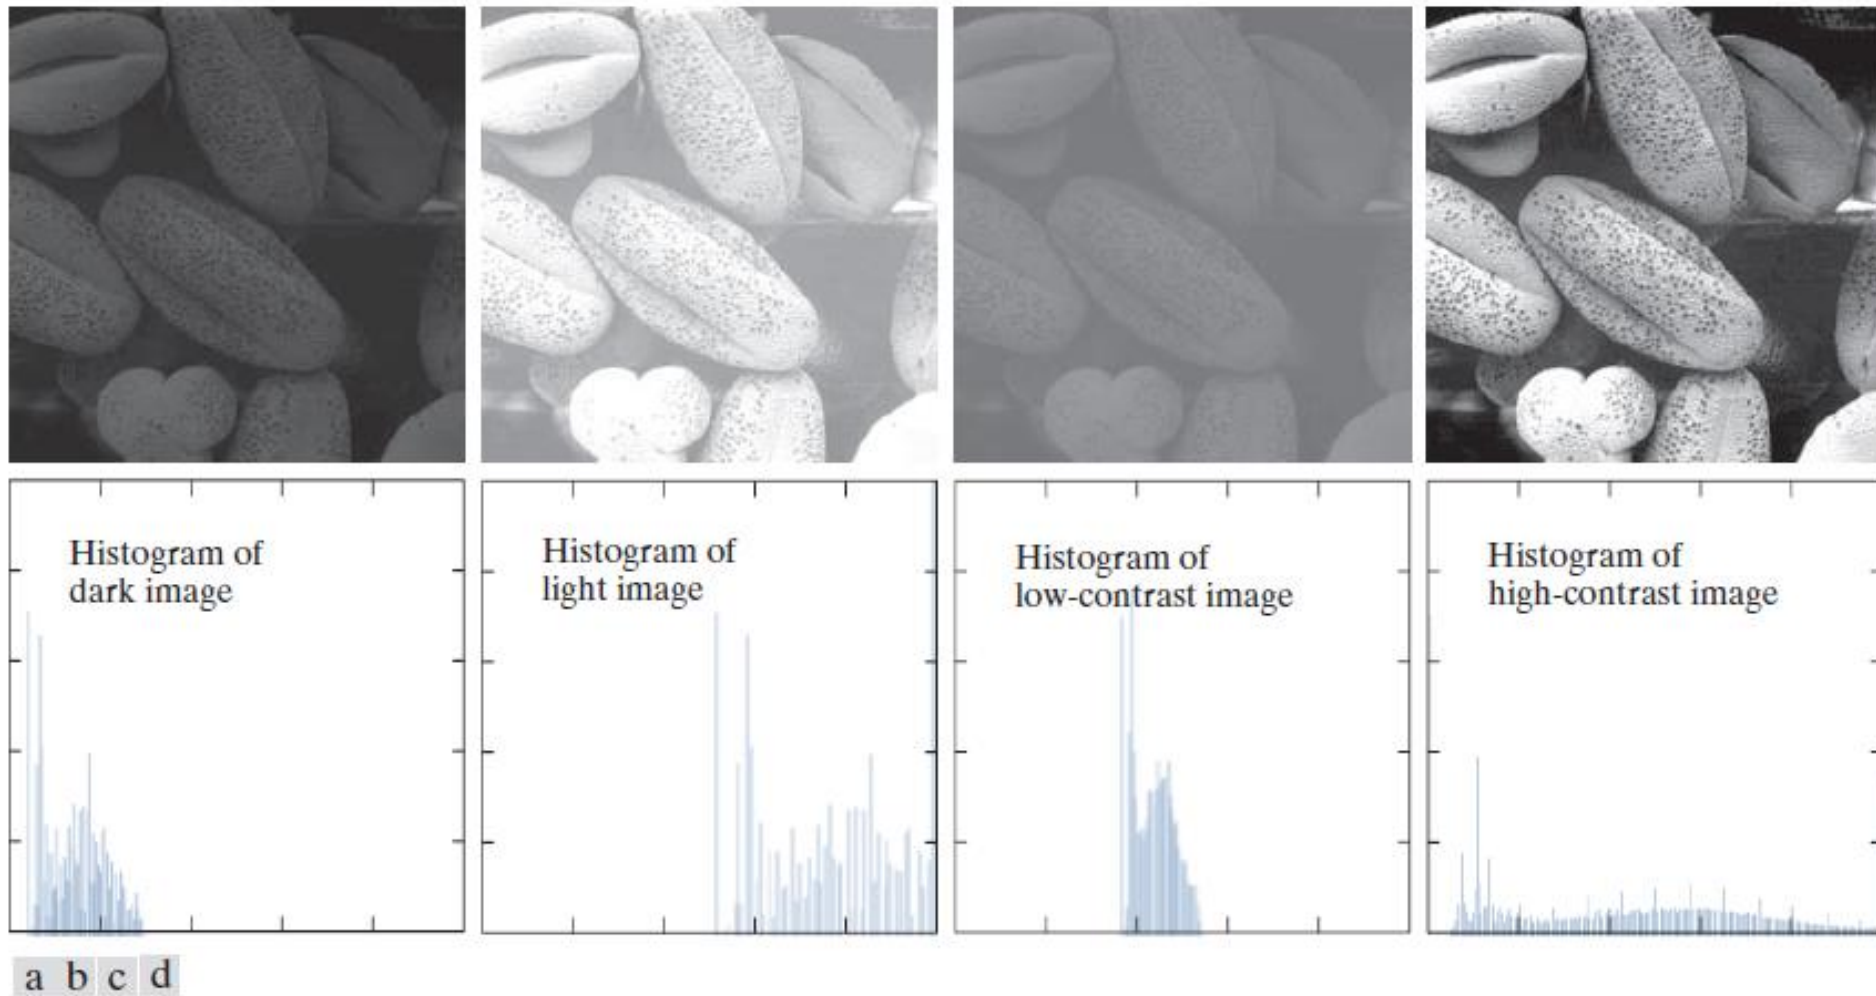 Histogram of
dark image
Histogram of
light image
Histogram of
low-contrast image
Histogram of
high-contrast image
a b c d